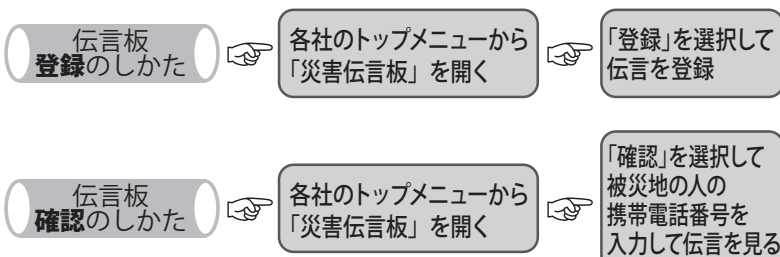 伝言板
登録のしかた
各社のトップメニューから
「災害伝言板」を開く
「登録」を選択して
伝言を登録
伝言板
確認のしかた
各社のトップメニューから
「災害伝言板」を開く
「確認」を選択して
被災地の人の
携帯電話番号を
入力して伝言を見る